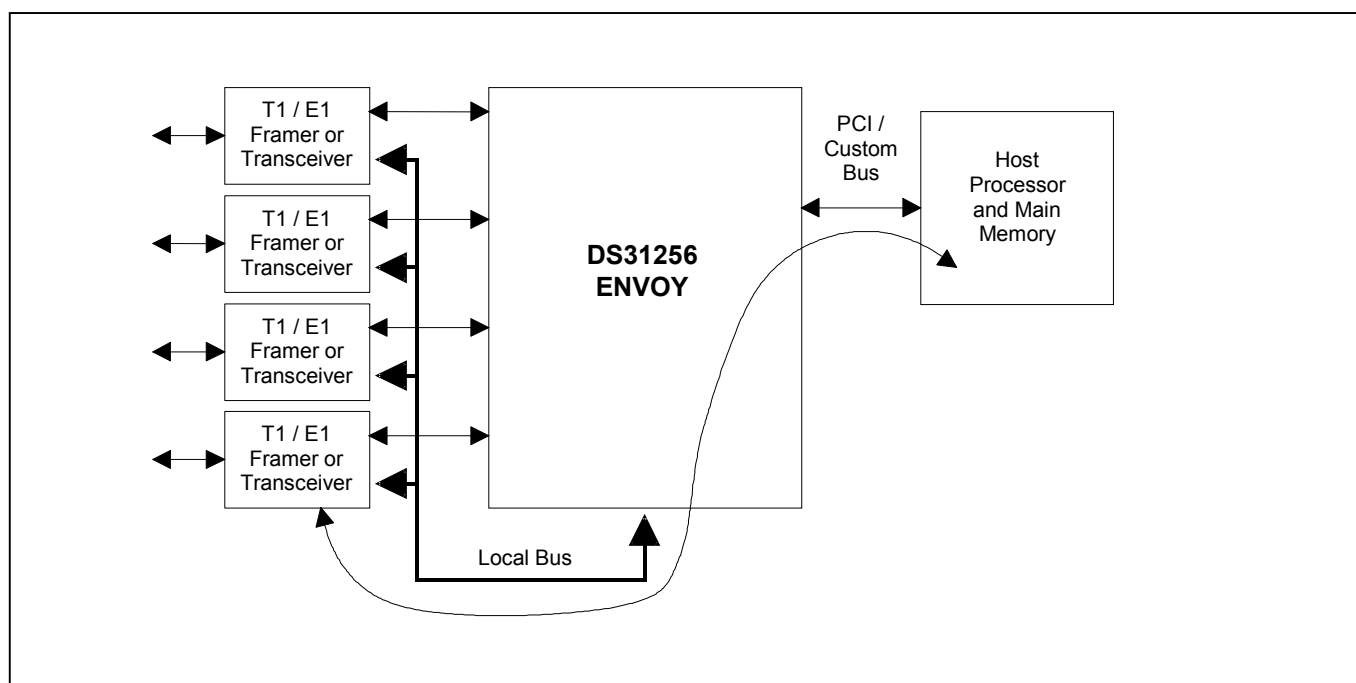 T1 / E1
Framer or
Transceiver
T1 / E1
Framer or
Transceiver
T1 / E1
Framer or
Transceiver
T1 / E1
Framer or
Transceiver
DS31256
ENVOY
Local Bus
PCI /
Custom
Bus
Host
Processor
and Main
Memory